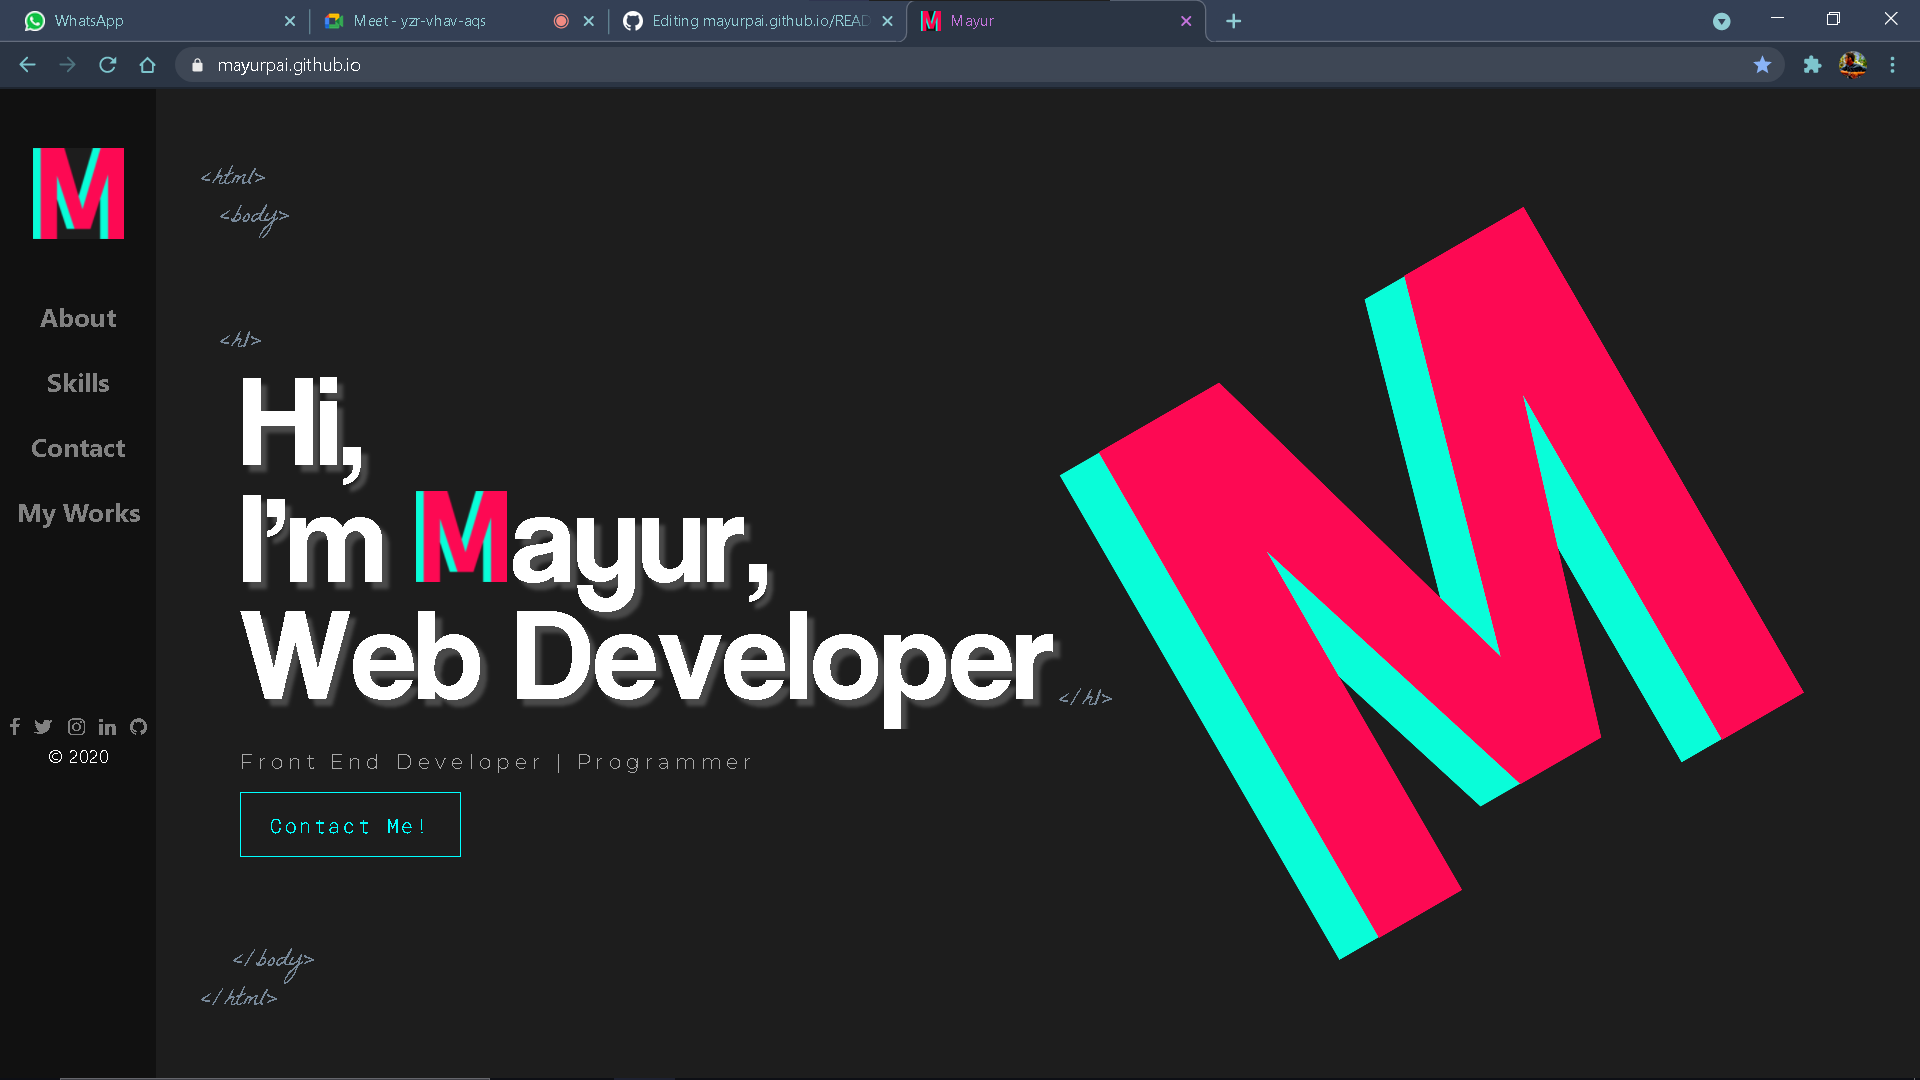 WhatsApp
Meet - yzr-vhav-aqs
Editing mayurpai.github.io/READ
Mayur
mayurpai.github.io
M
About
Skills
Contact
My Works
© 2020
<html>
<body>
<h1>
Hi,
I'm Mayur,
Web Developer
</h1>
Front End Developer | Programmer
Contact Me!
</body>
</html>
M